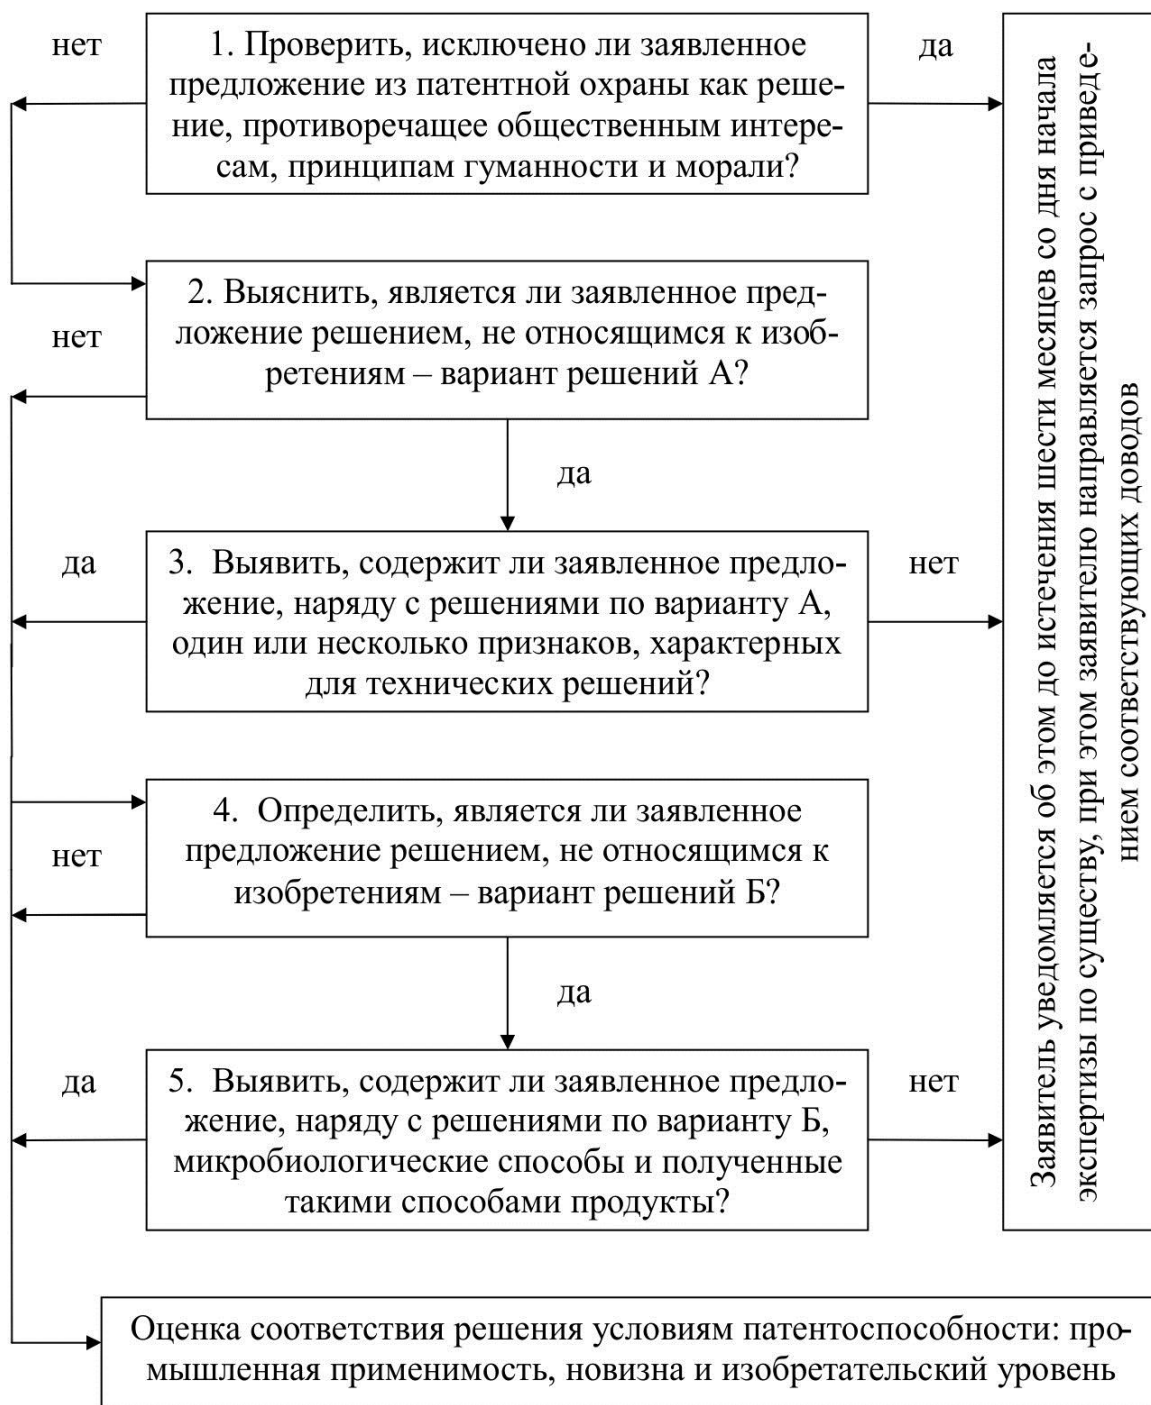 нет
1. Проверить, исключено ли заявленное
предложение из патентной охраны как реше-
ние, противоречащее общественным интере-
сам, принципам гуманности и морали?
да
2. Выяснить, является ли заявленное пред-
ложение решением, не относящимся к изоб-
ретениям – вариант решений А?
нет
да
да
3. Выявить, содержит ли заявленное предло-
жение, наряду с решениями по варианту А,
один или несколько признаков, характерных
для технических решений?
нет
4. Определить, является ли заявленное
предложение решением, не относящимся к
изобретениям – вариант решений Б?
нет
да
да
5. Выявить, содержит ли заявленное предло-
жение, наряду с решениями по варианту Б,
микробиологические способы и полученные
такими способами продукты?
нет
Заявитель уведомляется об этом до истечения шести месяцев со дня начала
экспертизы по существу, при этом заявителю направляется запрос с приведе-
нием соответствующих доводов
Оценка соответствия решения условиям патентоспособности: про-
мышленная применимость, новизна и изобретательский уровень